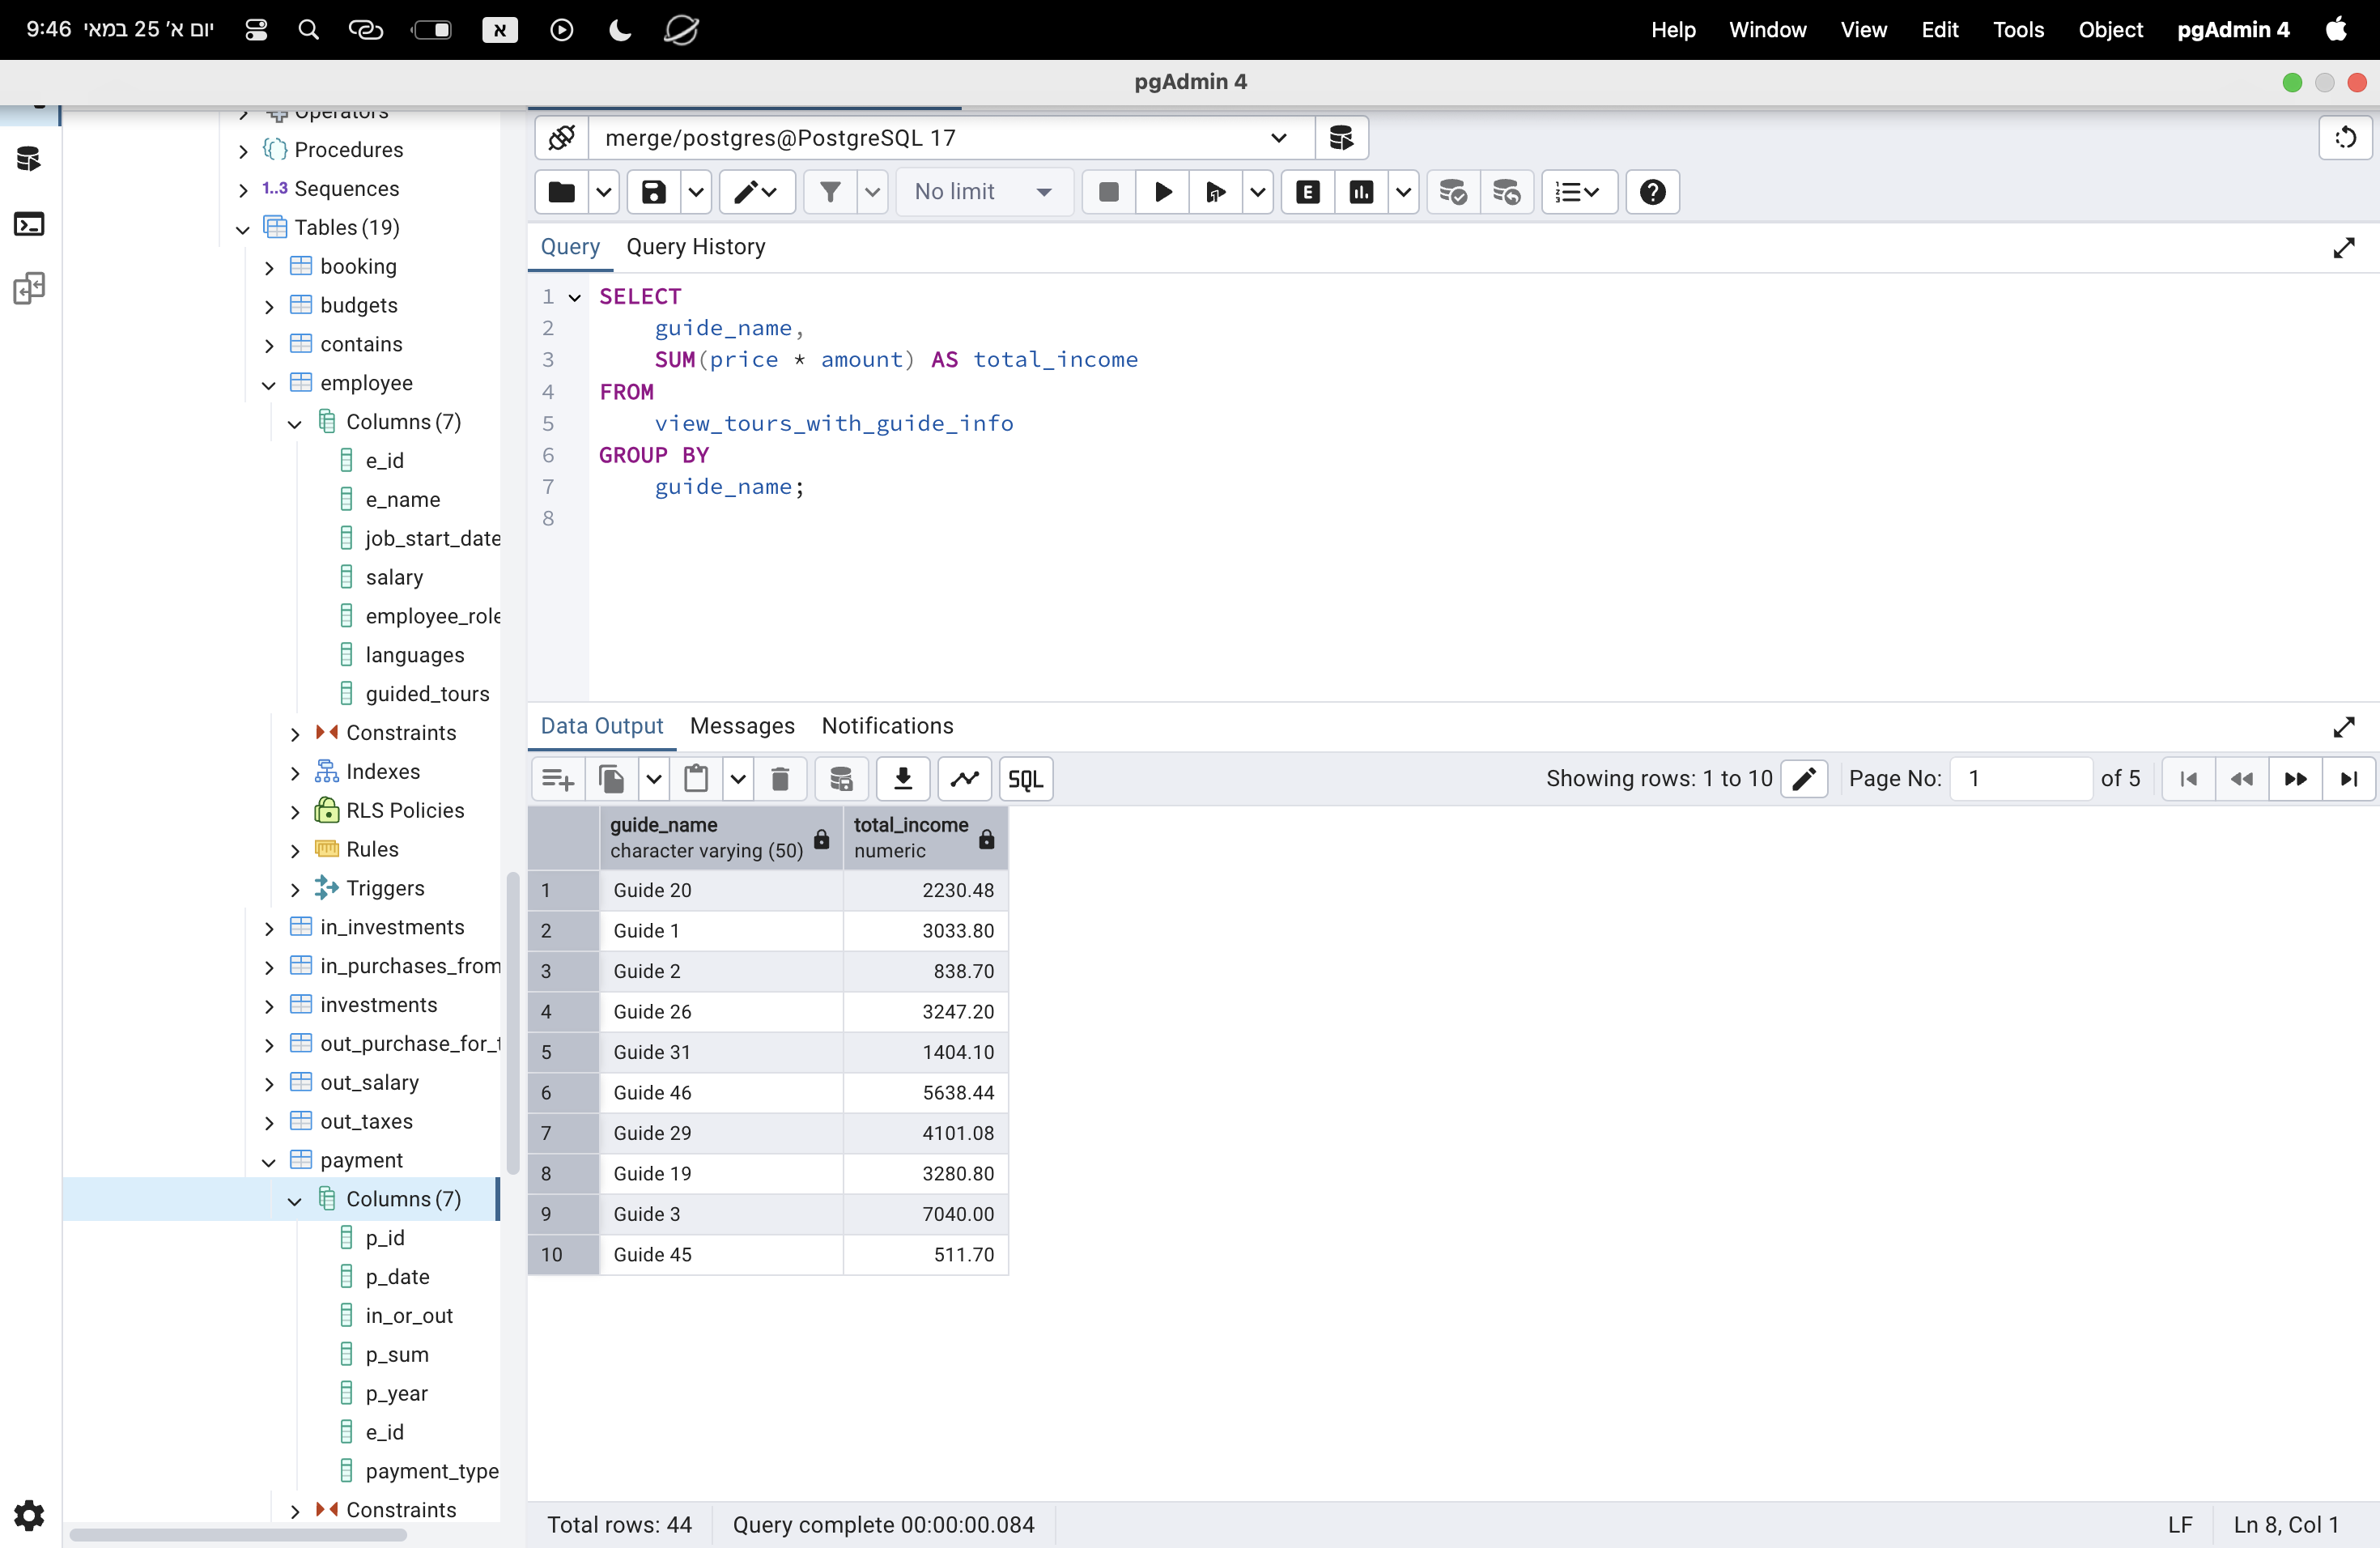 9:46 יום א׳ 25 במאי
א
Help Window View Edit Tools Object pgAdmin 4
pgAdmin 4
Operators
Procedures
1..3 Sequences
Tables (19)
booking
budgets
contains
employee
Columns (7)
e_id
e_name
job_start_date
salary
employee_role
languages
guided_tours
Constraints
Indexes
RLS Policies
Rules
Triggers
in_investments
in_purchases_from
investments
out_purchase_for_t
out_salary
out_taxes
payment
Columns (7)
p_id
p_date
in_or_out
p_sum
p_year
e_id
payment_type
Constraints
merge/postgres@PostgreSQL 17
No limit
E
Query Query History
1 SELECT
2 guide_name,
3 SUM(price * amount) AS total_income
4 FROM
5 view_tours_with_guide_info
6 GROUP BY
7 guide_name;
8
Data Output Messages Notifications
SQL Showing rows: 1 to 10 Page No: 1 of 5
guide_name total_income
character varying (50) numeric
1 Guide 20 2230.48
2 Guide 1 3033.80
3 Guide 2 838.70
4 Guide 26 3247.20
5 Guide 31 1404.10
6 Guide 46 5638.44
7 Guide 29 4101.08
8 Guide 19 3280.80
9 Guide 3 7040.00
10 Guide 45 511.70
Total rows: 44 Query complete 00:00:00.084 LF Ln 8, Col 1